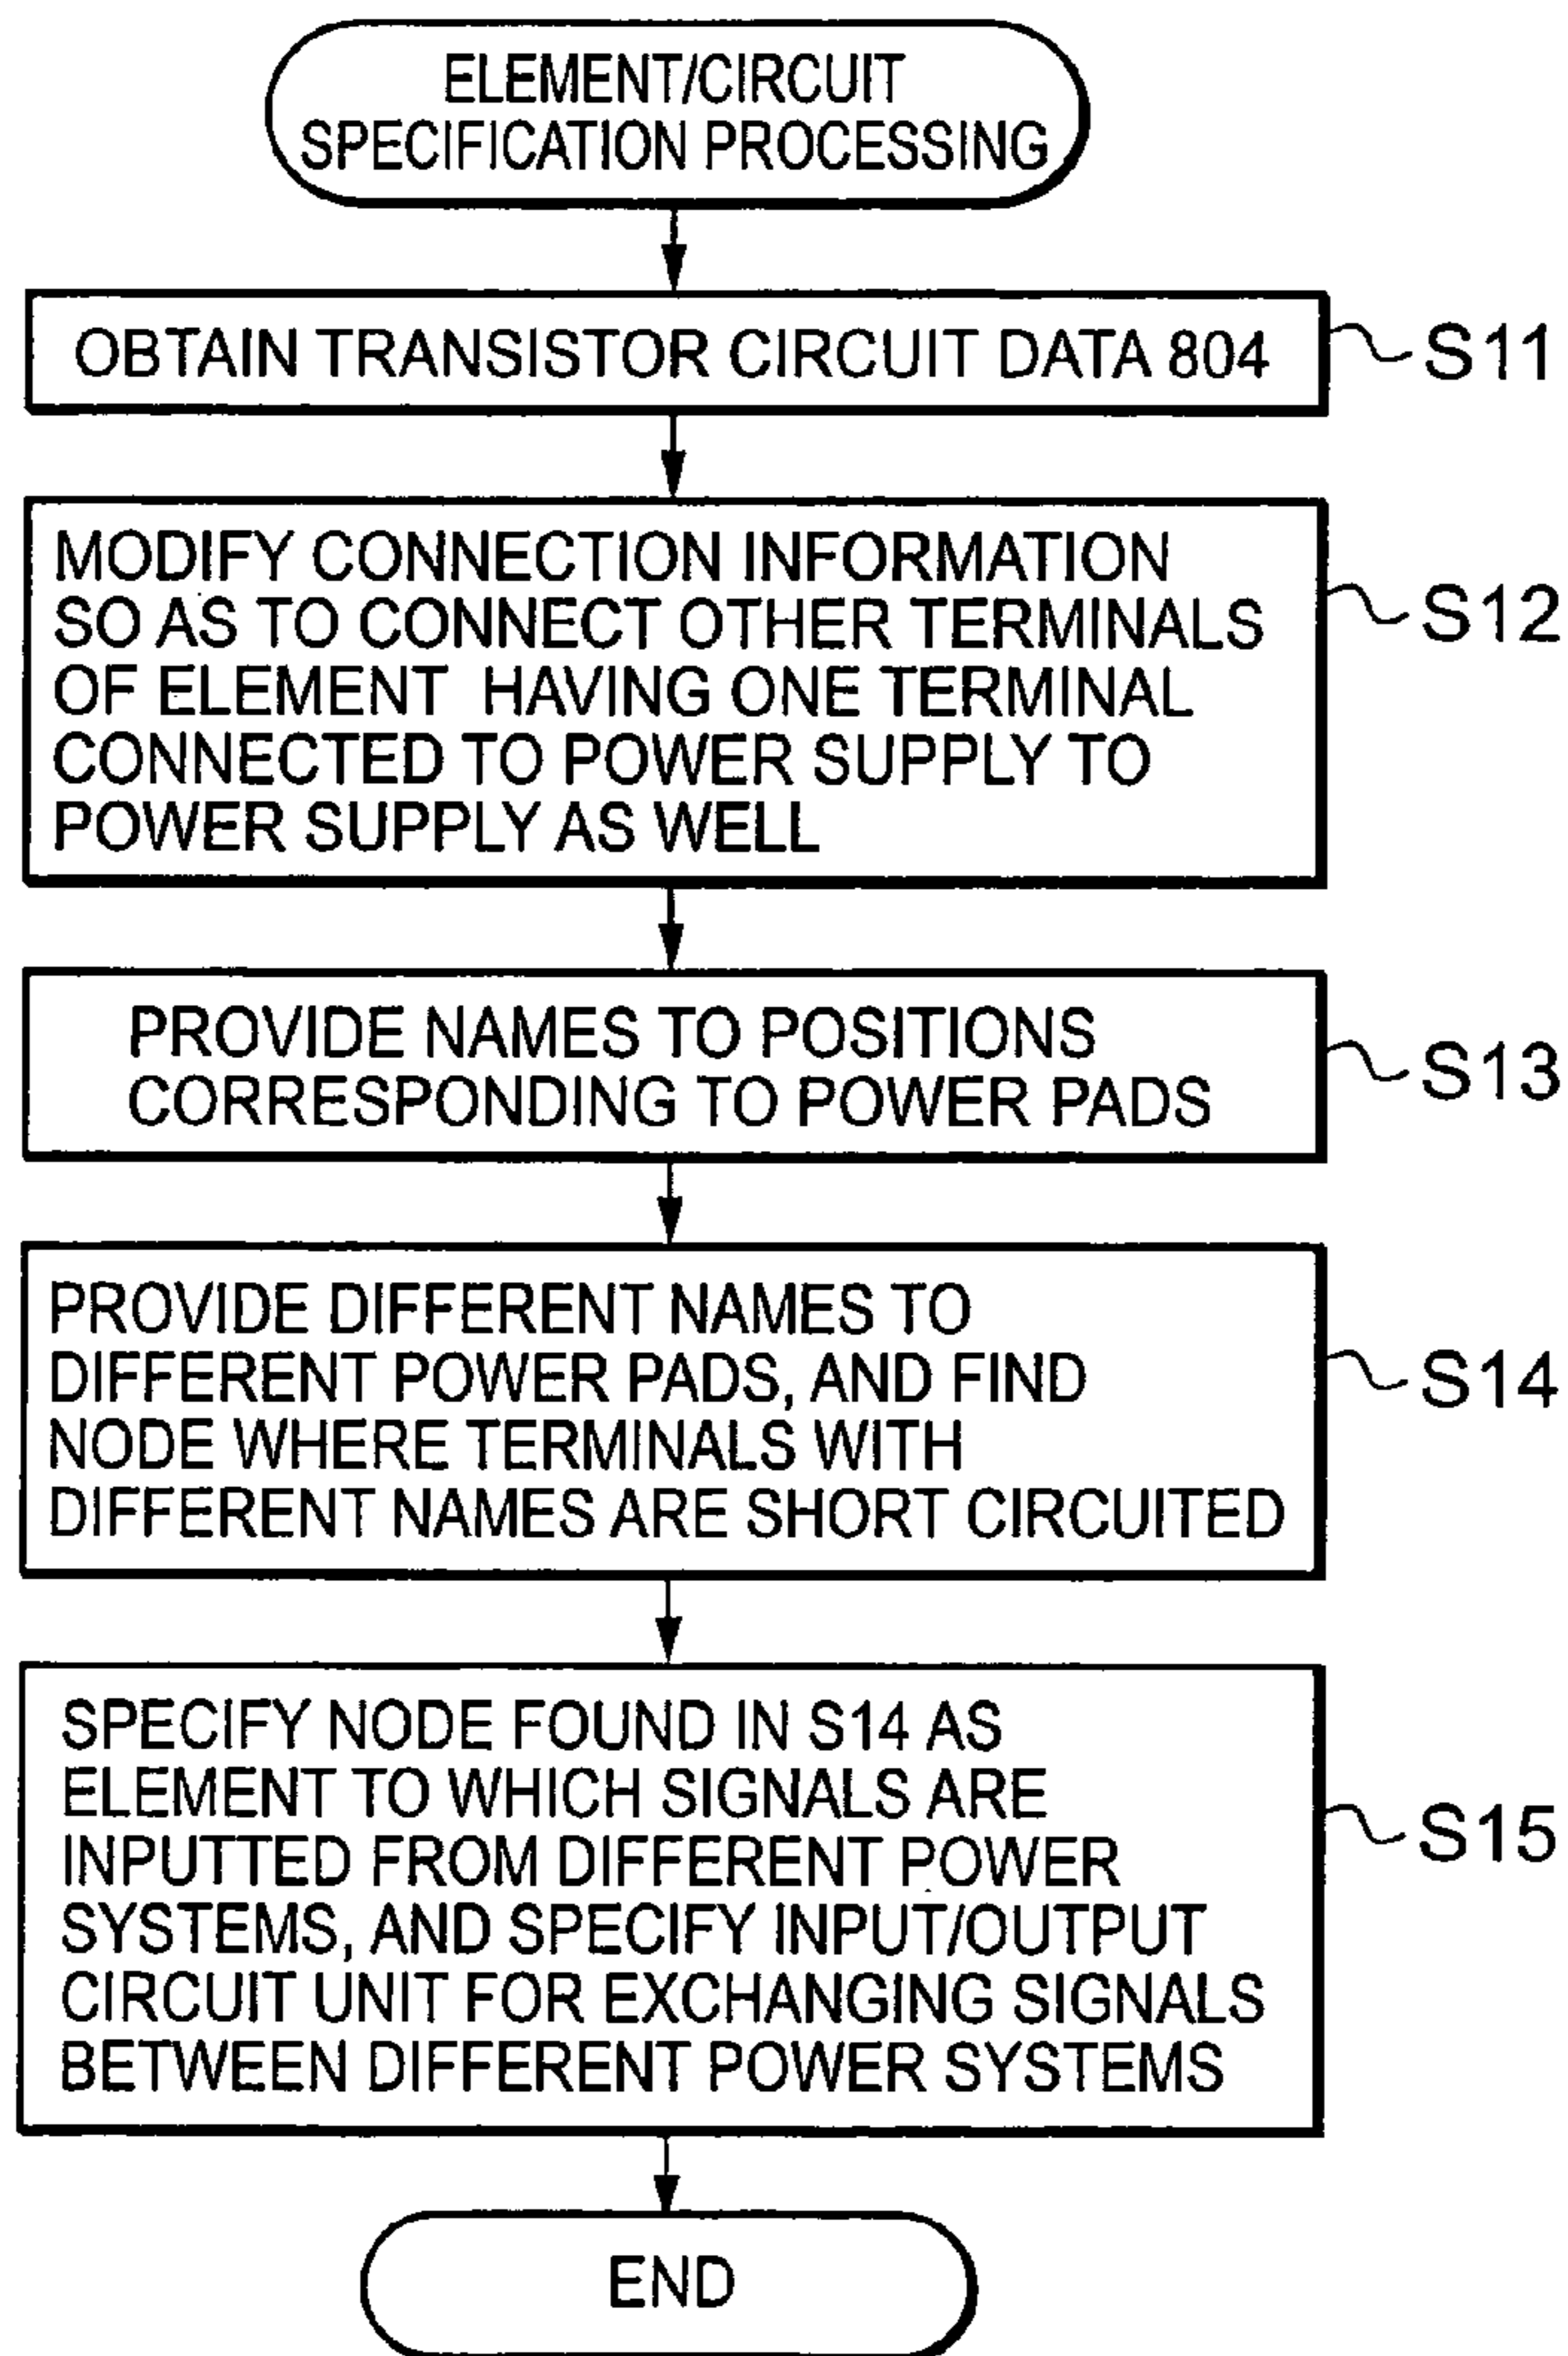 ELEMENT/CIRCUIT
SPECIFICATION PROCESSING
OBTAIN TRANSISTOR CIRCUIT DATA 804
S11
MODIFY CONNECTION INFORMATION
SO AS TO CONNECT OTHER TERMINALS
OF ELEMENT HAVING ONE TERMINAL
CONNECTED TO POWER SUPPLY TO
POWER SUPPLY AS WELL
S12
PROVIDE NAMES TO POSITIONS
CORRESPONDING TO POWER PADS
S13
PROVIDE DIFFERENT NAMES TO
DIFFERENT POWER PADS, AND FIND
NODE WHERE TERMINALS WITH
DIFFERENT NAMES ARE SHORT CIRCUITED
S14
SPECIFY NODE FOUND IN S14 AS
ELEMENT TO WHICH SIGNALS ARE
INPUTTED FROM DIFFERENT POWER
SYSTEMS, AND SPECIFY INPUT/OUTPUT
CIRCUIT UNIT FOR EXCHANGING SIGNALS
BETWEEN DIFFERENT POWER SYSTEMS
S15
END